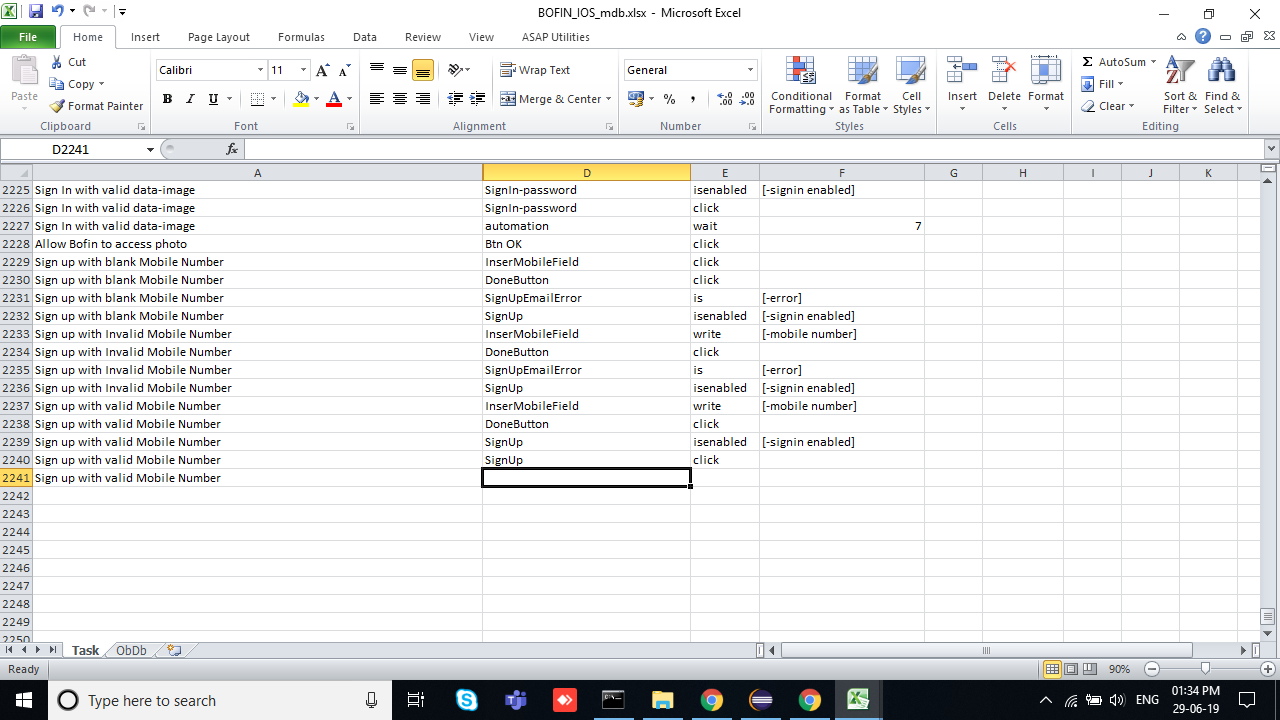 BOFIN_IOS_mdb.xlsx - Microsoft Excel
File Home Insert Page Layout Formulas Data Review View ASAP Utilities
Paste Cut Copy Format Painter Clipboard
Calibri 11 B I U Font
Wrap Text Merge & Center Alignment
General % , Number
Conditional Formatting Format as Table Cell Styles Styles
Insert Delete Format Cells
Σ AutoSum Fill Clear Sort & Filter Find & Select Editing
D2241 fx
A D E F G H I J K
2225 Sign In with valid data-image SignIn-password isenabled [-signin enabled]
2226 Sign In with valid data-image SignIn-password click
2227 Sign In with valid data-image automation wait 7
2228 Allow Bofin to access photo Btn OK click
2229 Sign up with blank Mobile Number InserMobileField click
2230 Sign up with blank Mobile Number DoneButton click
2231 Sign up with blank Mobile Number SignUpEmailError is [-error]
2232 Sign up with blank Mobile Number SignUp isenabled [-signin enabled]
2233 Sign up with Invalid Mobile Number InserMobileField write [-mobile number]
2234 Sign up with Invalid Mobile Number DoneButton click
2235 Sign up with Invalid Mobile Number SignUpEmailError is [-error]
2236 Sign up with Invalid Mobile Number SignUp isenabled [-signin enabled]
2237 Sign up with valid Mobile Number InserMobileField write [-mobile number]
2238 Sign up with valid Mobile Number DoneButton click
2239 Sign up with valid Mobile Number SignUp isenabled [-signin enabled]
2240 Sign up with valid Mobile Number SignUp click
2241 Sign up with valid Mobile Number
2242
2243
2244
2245
2246
2247
2248
2249
2250
Task ObDb
Ready 90%
Type here to search ENG 01:34 PM
29-06-19